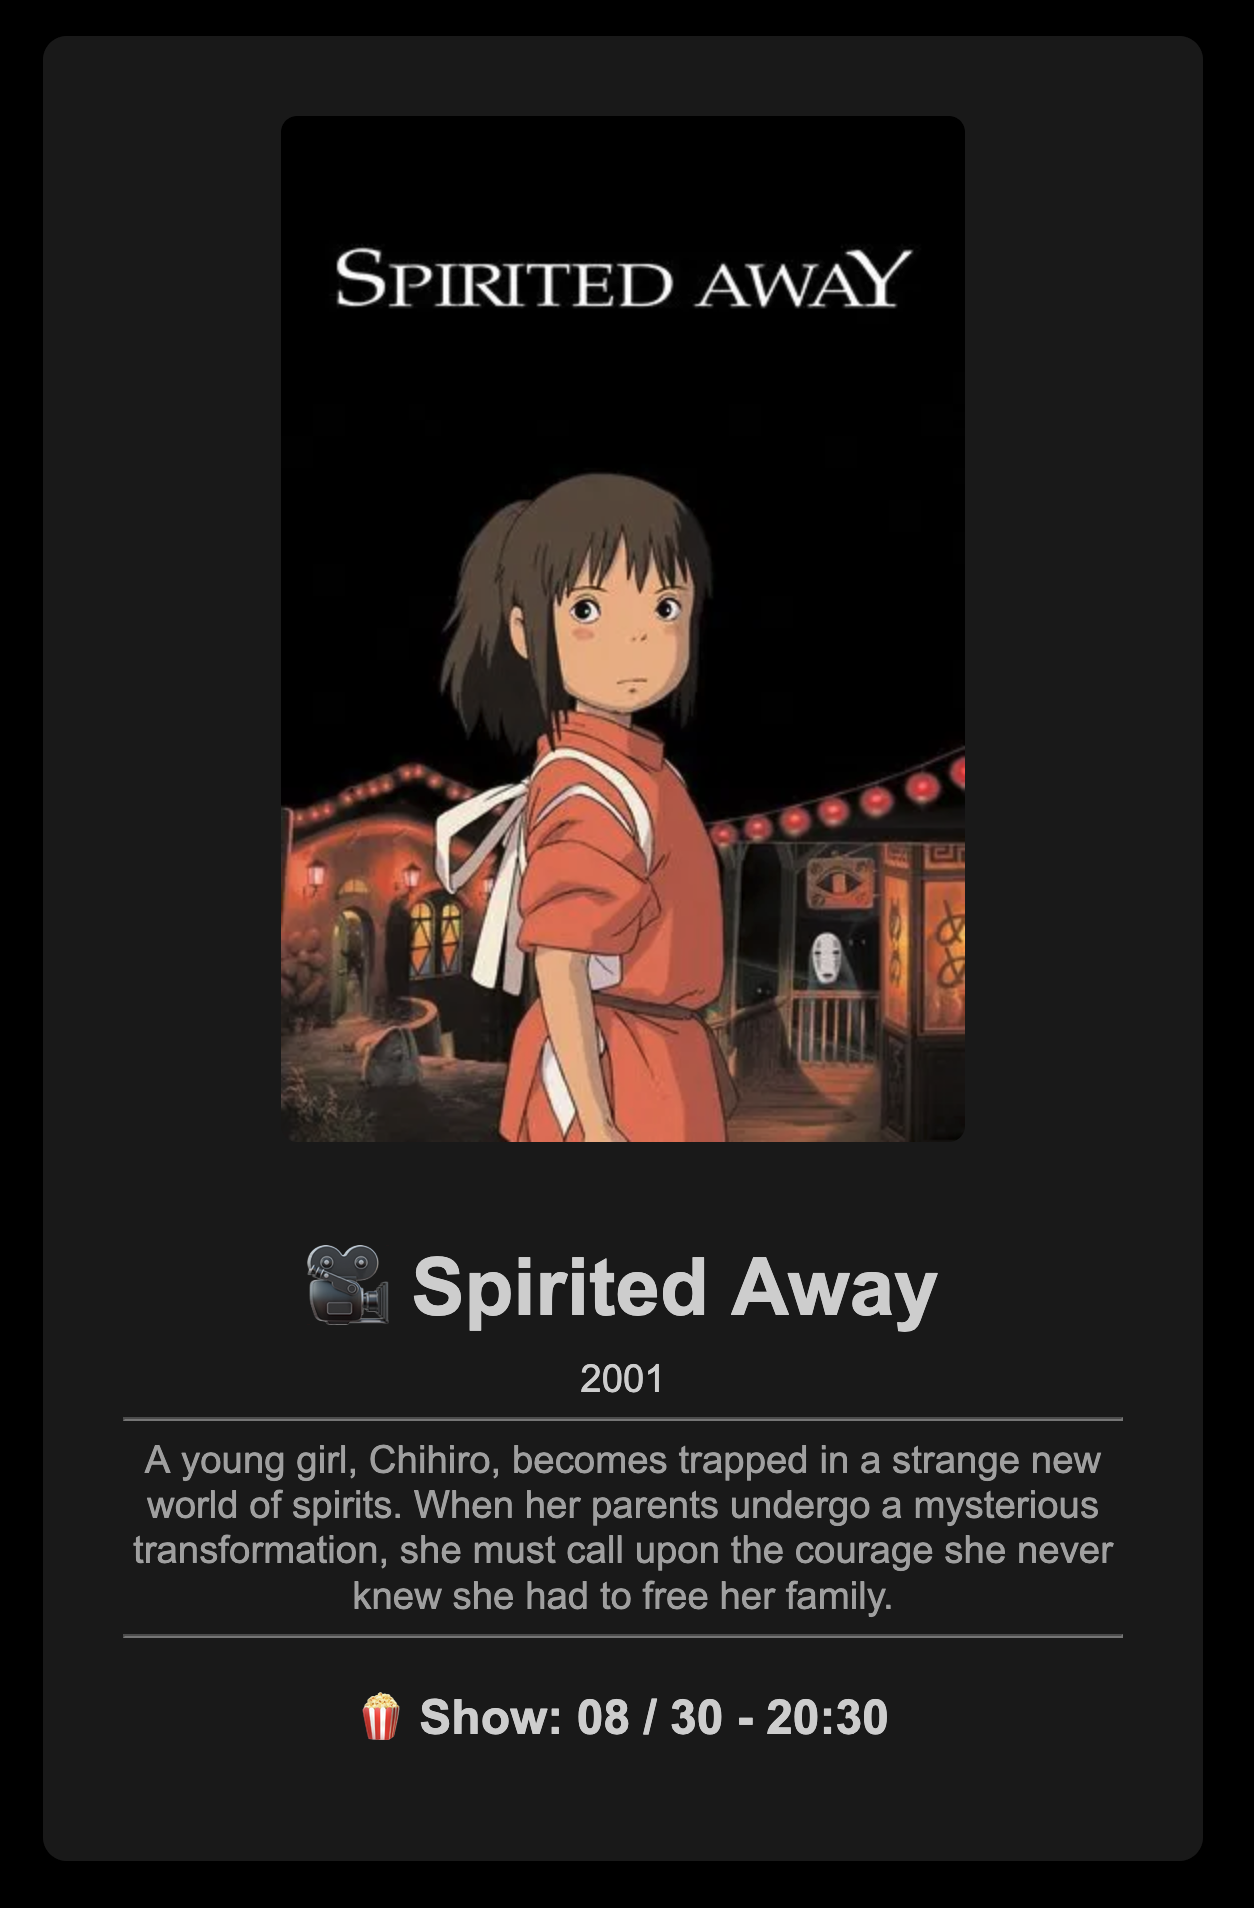 SPIRITED AWAY
め
め
🎥 Spirited Away
2001
A young girl, Chihiro, becomes trapped in a strange new
world of spirits. When her parents undergo a mysterious
transformation, she must call upon the courage she never
knew she had to free her family.
🍿 Show: 08 / 30 - 20:30